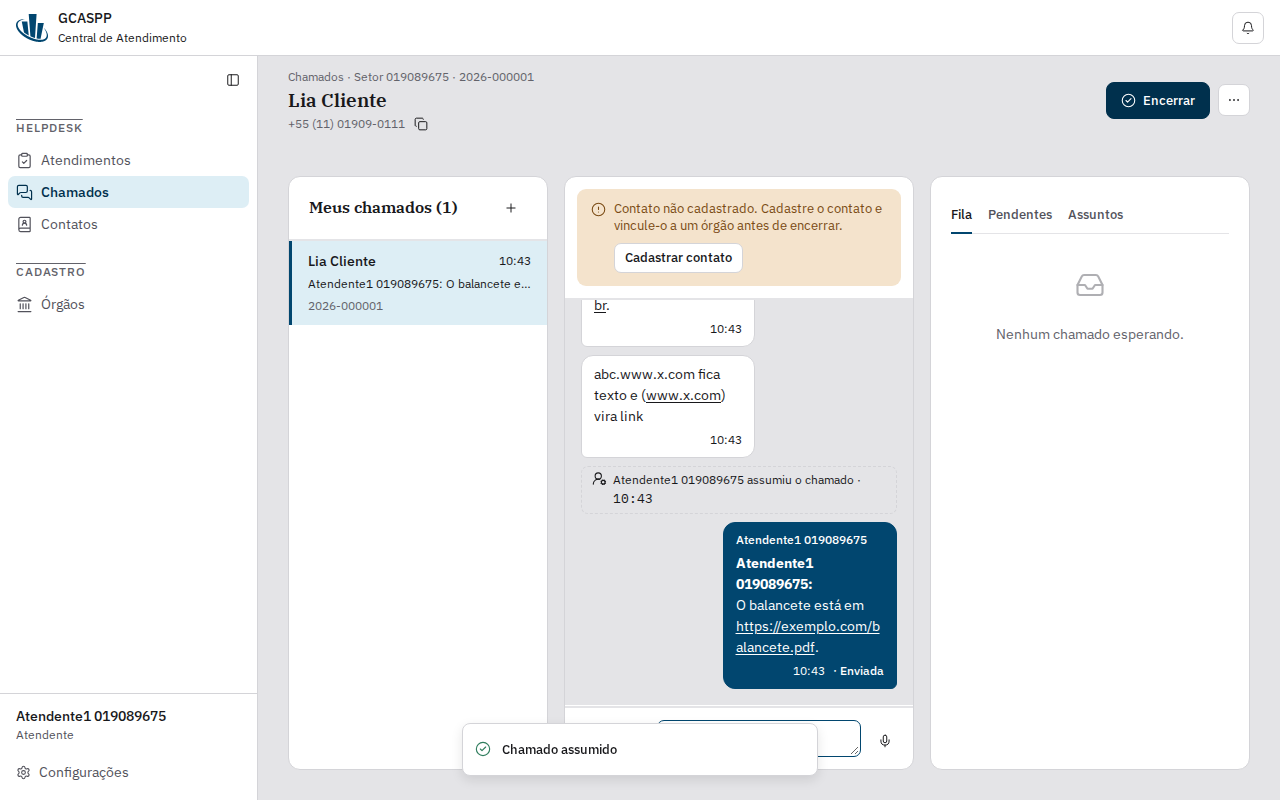 GCASPP
Central de Atendimento
HELPDESK
Atendimentos
Chamados
Contatos
CADASTRO
Órgãos
Atendente1 019089675
Atendente
Configurações
Chamados · Setor 019089675 · 2026-000001
Lia Cliente
+55 (11) 01909-0111
Encerrar
Meus chamados (1)
Lia Cliente 10:43
Atendente1 019089675: O balancete e...
2026-000001
Contato não cadastrado. Cadastre o contato e
vincule-o a um órgão antes de encerrar.
Cadastrar contato
br.
10:43
abc.www.x.com fica
texto e (www.x.com)
vira link
10:43
Atendente1 019089675 assumiu o chamado ·
10:43
Atendente1 019089675
Atendente1
019089675:
O balancete está em
https://exemplo.com/b
alancete.pdf.
10:43 · Enviada
Chamado assumido
Fila Pendentes Assuntos
Nenhum chamado esperando.